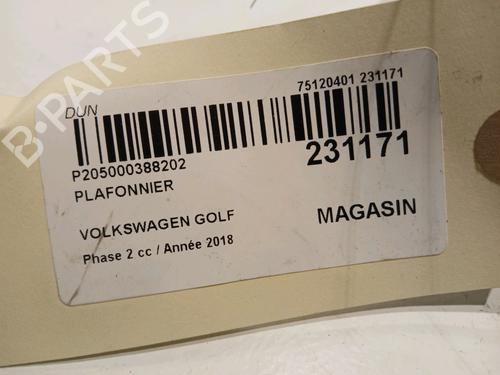 DUN
75120401 231171
P205000388202
231171
PLAFONNIER
VOLKSWAGEN GOLF
MAGASIN
Phase 2 cc / Année 2018
B-PARTS